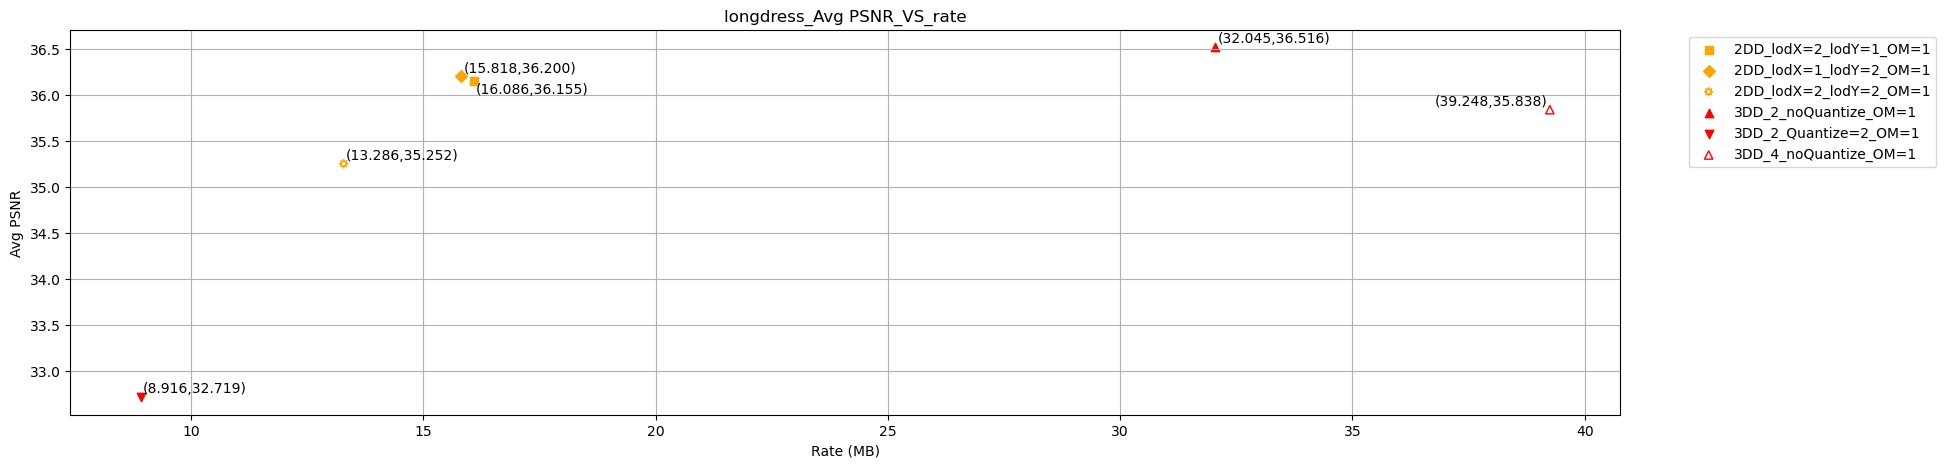 longdress_Avg PSNR_VS_rate
36.5
36.0
35.5
35.0
34.5
34.0
33.5
33.0
Avg PSNR
(32.045,36.516)
(15.818,36.200)
(16.086,36.155)
(39.248,35.838)
(13.286,35.252)
(8.916,32.719)
10
15
20
25
30
35
40
Rate (MB)
2DD_lodX=2_lodY=1_OM=1
2DD_lodX=1_lodY=2_OM=1
2DD_lodX=2_lodY=2_OM=1
3DD_2_noQuantize_OM=1
3DD_2_Quantize=2_OM=1
3DD_4_noQuantize_OM=1